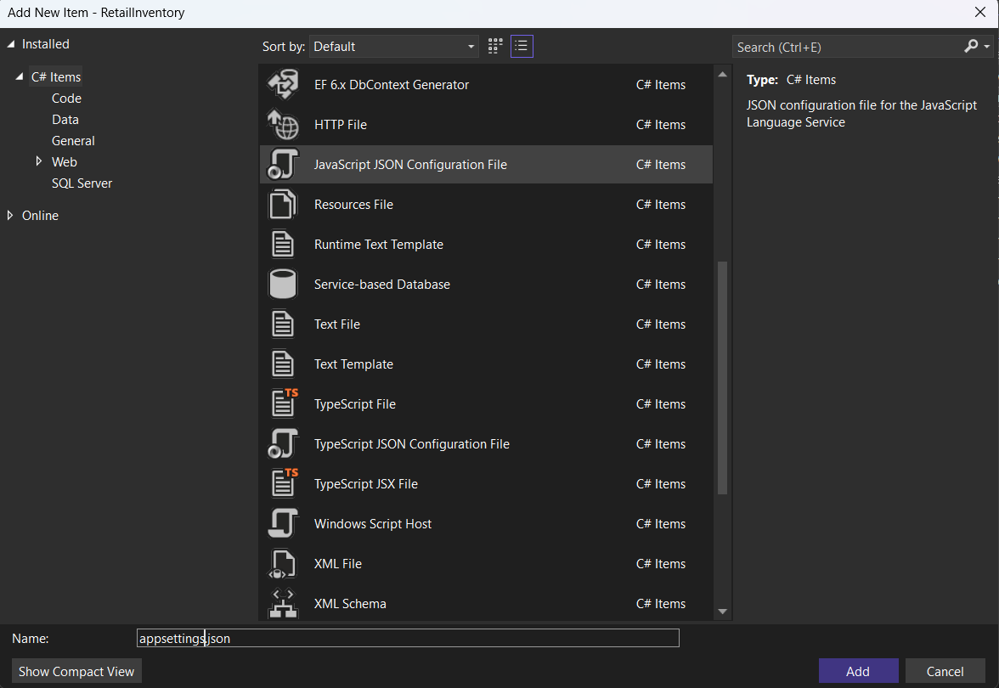 Add New Item - RetailInventory
Installed
C# Items
Code
Data
General
Web
SQL Server
Online
Sort by: Default
EF 6.x DbContext Generator C# Items
HTTP File C# Items
JavaScript JSON Configuration File C# Items
Resources File C# Items
Runtime Text Template C# Items
Service-based Database C# Items
Text File C# Items
Text Template C# Items
TS
TypeScript File C# Items
TypeScript JSON Configuration File C# Items
TS
TypeScript JSX File C# Items
Windows Script Host C# Items
XML File C# Items
XML Schema C# Items
Search (Ctrl+E)
Type: C# Items
JSON configuration file for the JavaScript
Language Service
Name: appsettings.json
Show Compact View
Add Cancel